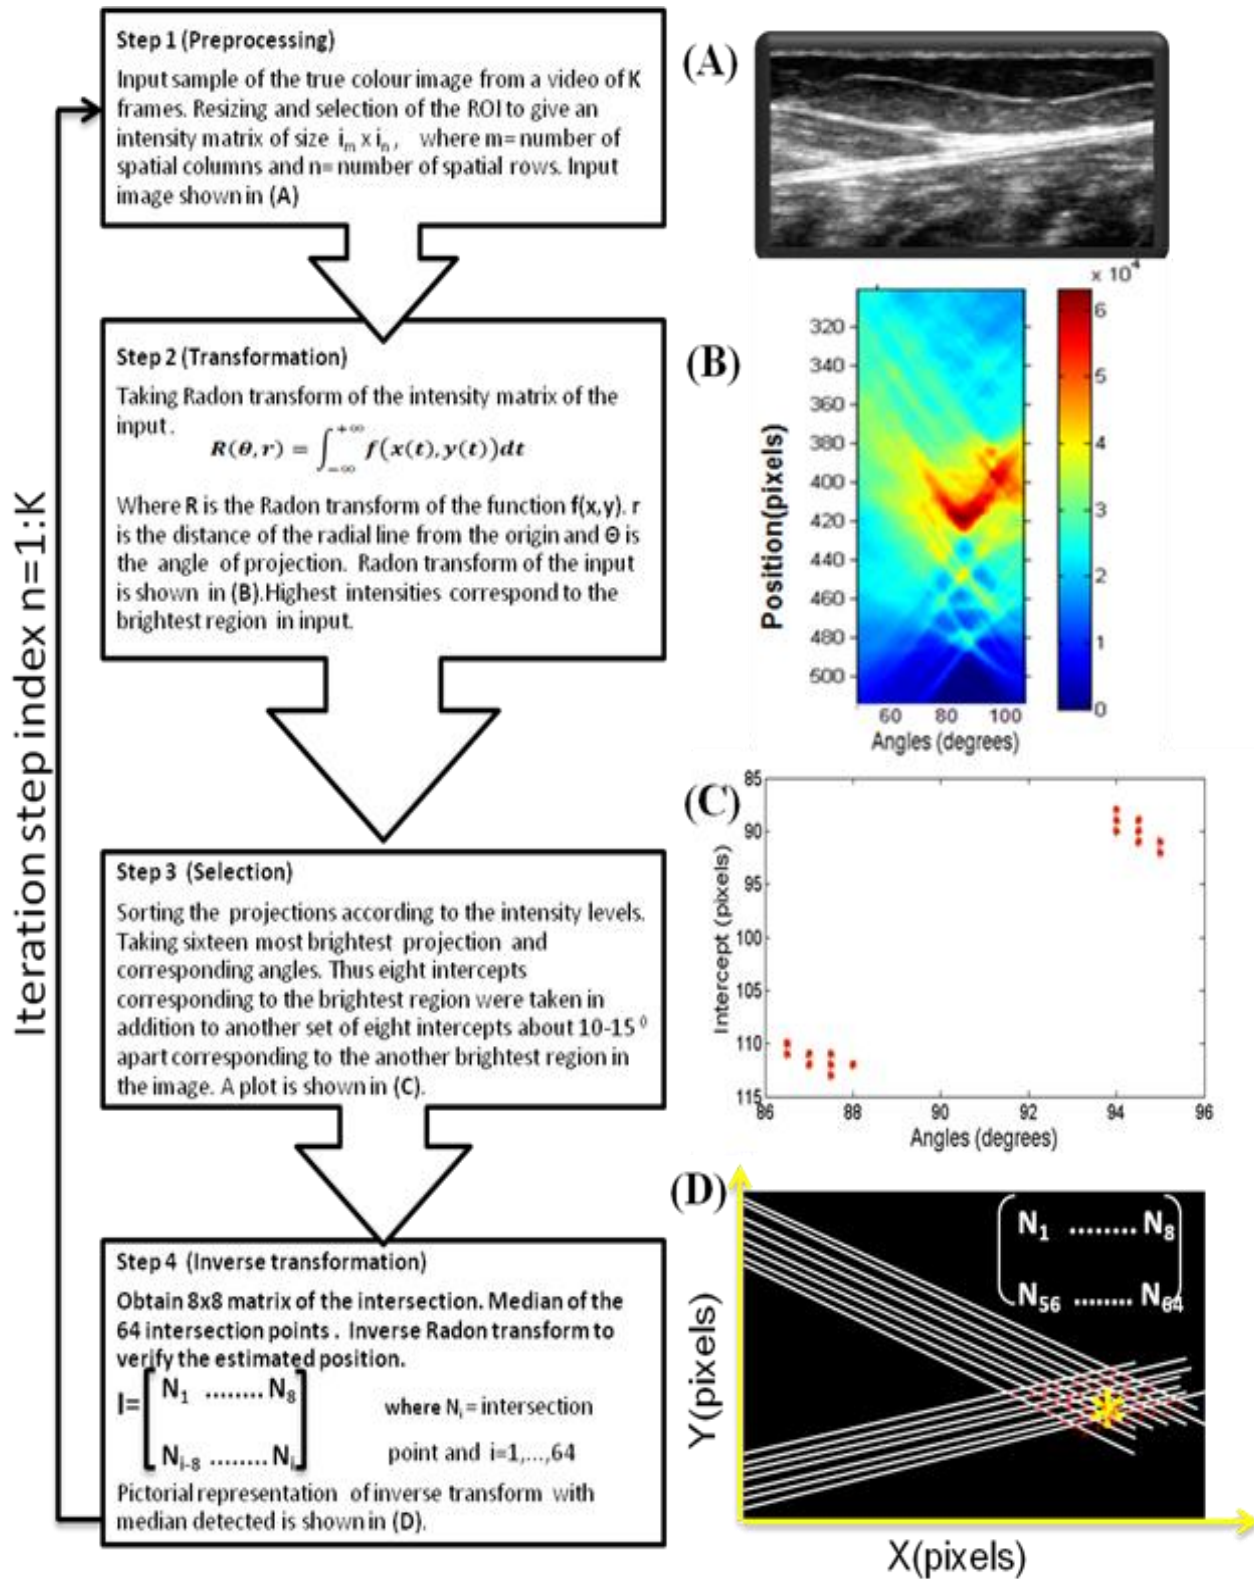 Iteration step index n=1:K
Step 1 (Preprocessing)
Input sample of the true colour image from a video of K
frames. Resizing and selection of the ROI to give an
intensity matrix of size i_m x i_n, where m= number of
spatial columns and n= number of spatial rows. Input
image shown in (A)
Step 2 (Transformation)
Taking Radon transform of the intensity matrix of the
input.
R(θ, r) = ∫_{-∞}^{+∞} f(x(t), y(t))dt
Where R is the Radon transform of the function f(x,y). r
is the distance of the radial line from the origin and Θ is
the angle of projection. Radon transform of the input
is shown in (B).Highest intensities correspond to the
brightest region in input.
Step 3 (Selection)
Sorting the projections according to the intensity levels.
Taking sixteen most brightest projection and
corresponding angles. Thus eight intercepts
corresponding to the brightest region were taken in
addition to another set of eight intercepts about 10-15⁰
apart corresponding to the another brightest region in
the image. A plot is shown in (C).
Step 4 (Inverse transformation)
Obtain 8x8 matrix of the intersection. Median of the
64 intersection points . Inverse Radon transform to
verify the estimated position.
I=
N₁ ........ N₈
N_{i-8} ........ N_i
where N_i = intersection
point and i=1,...,64
Pictorial representation of inverse transform with
median detected is shown in (D).
(A)
(B)
x 10⁴
320
340
360
380
400
420
440
460
480
500
Position(pixels)
60 80 100
Angles (degrees)
6
5
4
3
2
1
0
(C)
85
90
95
100
105
110
115
Intercept (pixels)
86 88 90 92 94 96
Angles (degrees)
(D)
N₁ ........ N₈
N₅₆ ........ N₆₄
Y(pixels)
X(pixels)